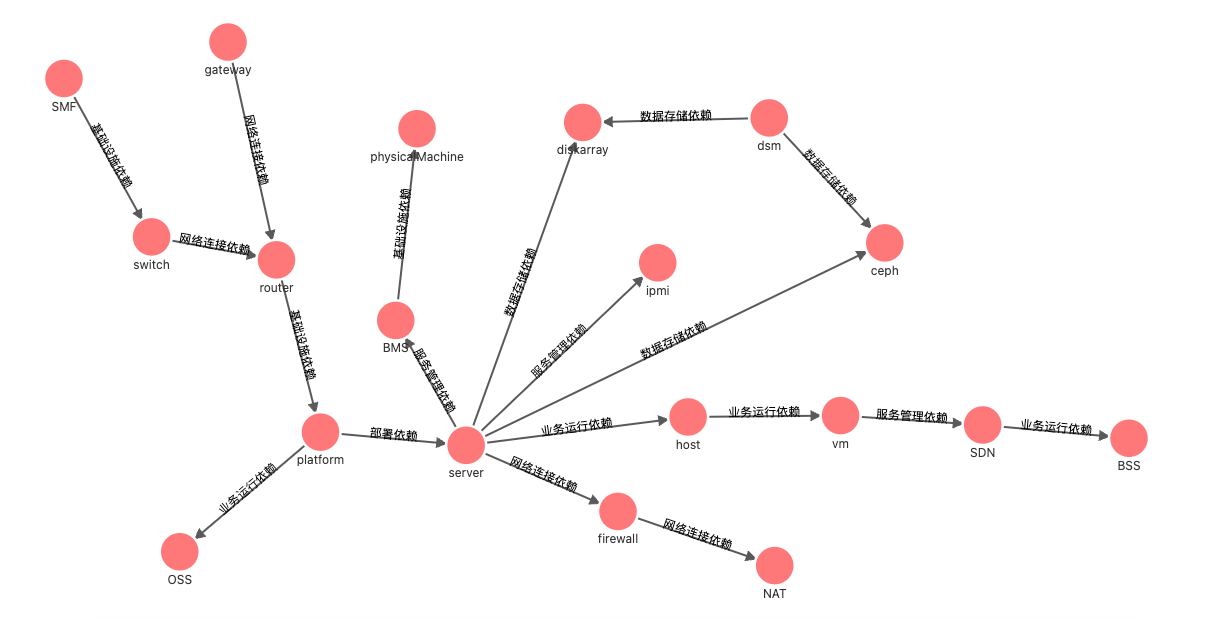 gateway
SMF
基础设施依赖
网络连接依赖
physicalMachine
diskarray
数据存储依赖
dsm
数据存储依赖
switch
网络连接依赖
router
基础设施依赖
数据存储依赖
ipmi
ceph
基础设施依赖
BMS
服务管理依赖
服务管理依赖
数据存储依赖
platform
部署依赖
server
业务运行依赖
host
业务运行依赖
vm
服务管理依赖
SDN
业务运行依赖
BSS
业务运行依赖
OSS
网络连接依赖
firewall
网络连接依赖
NAT